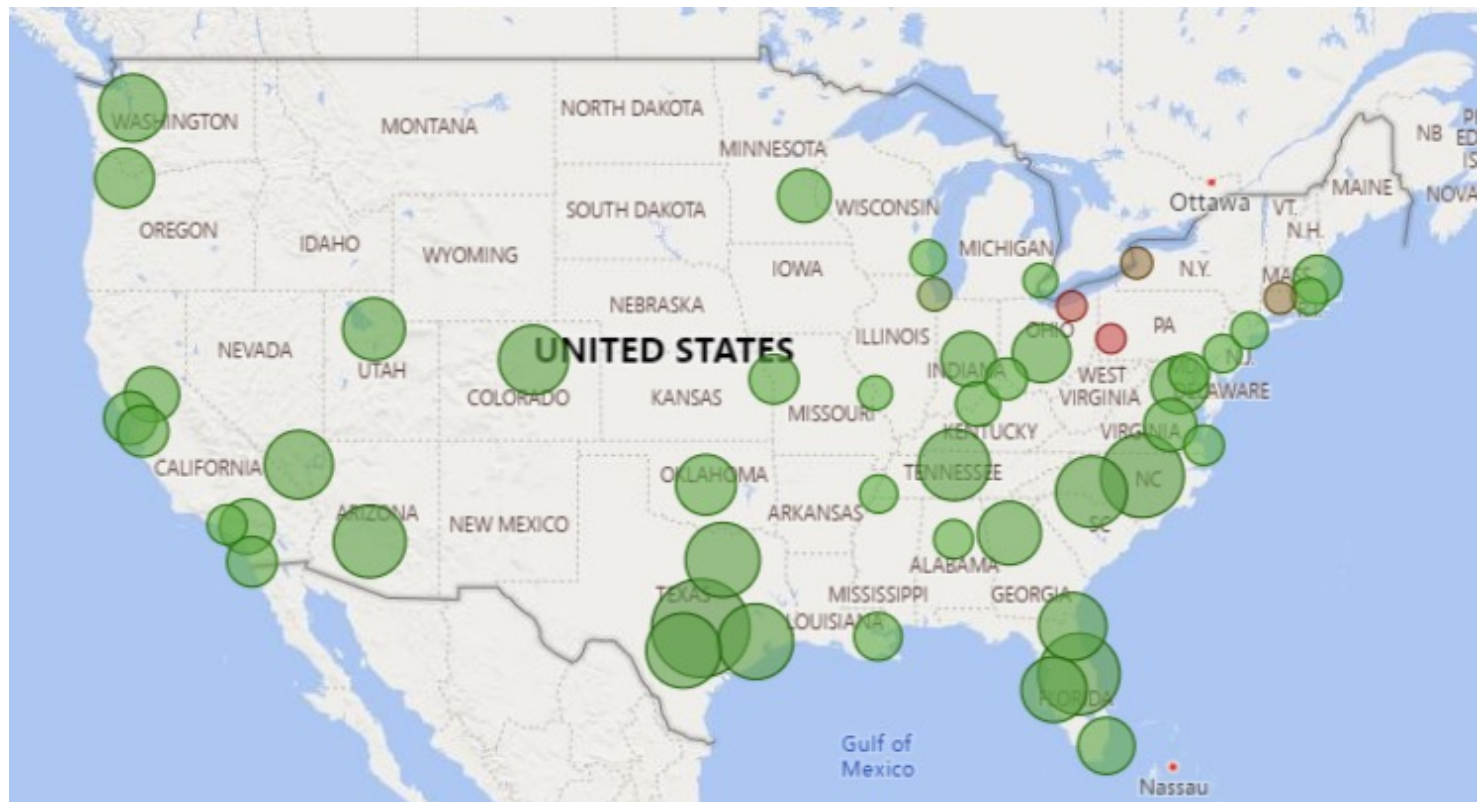 WASHINGTON
MONTANA
NORTH DAKOTA
MINNESOTA
NB
MAINE
Ottawa
NOVA
VT.
N.H.
SOUTH DAKOTA
WISCONSIN
OREGON
IDAHO
WYOMING
MICHIGAN
IOWA
N.Y.
MASS
NEBRASKA
ILLINOIS
OHIO
PA
NEVADA
UNITED STATES
N.J.
UTAH
INDIANA
WEST
VIRGINIA
COLORADO
KANSAS
MISSOURI
DELAWARE
KENTUCKY
VIRGINIA
CALIFORNIA
OKLAHOMA
TENNESSEE
NC
ARIZONA
NEW MEXICO
ARKANSAS
SC
ALABAMA
TEXAS
MISSISSIPPI
GEORGIA
LOUISIANA
FLORIDA
Gulf of
Mexico
Nassau